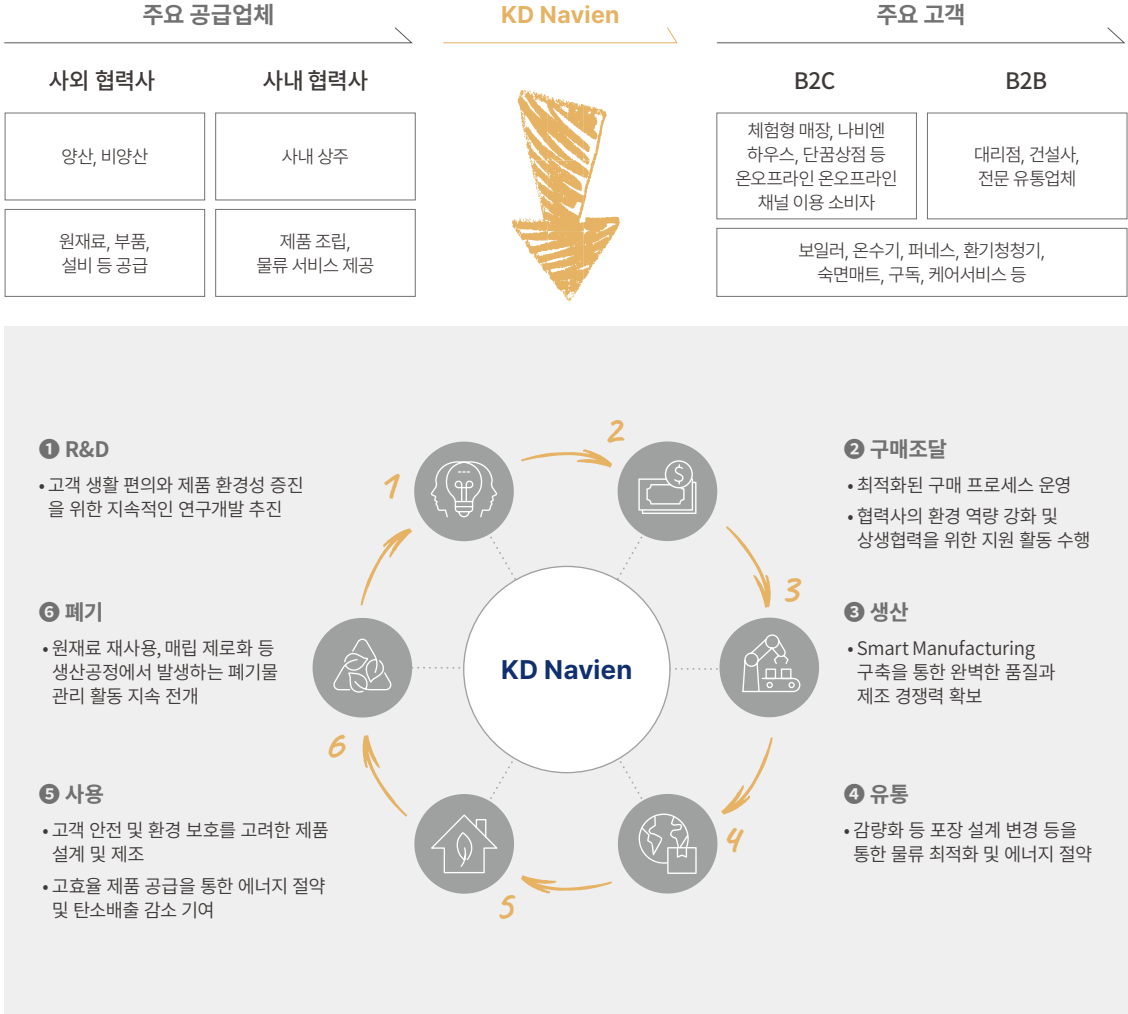 주요 공급업체
KD Navien
주요 고객
사외 협력사
사내 협력사
B2C
B2B
양산, 비양산
사내 상주
체험형 매장, 나비엔
하우스, 단꿈상점 등
온오프라인 온오프라인
채널 이용 소비자
대리점, 건설사,
전문 유통업체
원재료, 부품,
설비 등 공급
제품 조립,
물류 서비스 제공
보일러, 온수기, 퍼네스, 환기청정기,
숙면매트, 구독, 케어서비스 등
❶ R&D
• 고객 생활 편의와 제품 환경성 증진
을 위한 지속적인 연구개발 추진
1
2
❷ 구매조달
• 최적화된 구매 프로세스 운영
• 협력사의 환경 역량 강화 및
상생협력을 위한 지원 활동 수행
3
❻ 폐기
• 원재료 재사용, 매립 제로화 등
생산공정에서 발생하는 폐기물
관리 활동 지속 전개
KD Navien
❸ 생산
• Smart Manufacturing
구축을 통한 완벽한 품질과
제조 경쟁력 확보
6
❺ 사용
• 고객 안전 및 환경 보호를 고려한 제품
설계 및 제조
• 고효율 제품 공급을 통한 에너지 절약
및 탄소배출 감소 기여
5
4
❹ 유통
• 감량화 등 포장 설계 변경 등을
통한 물류 최적화 및 에너지 절약